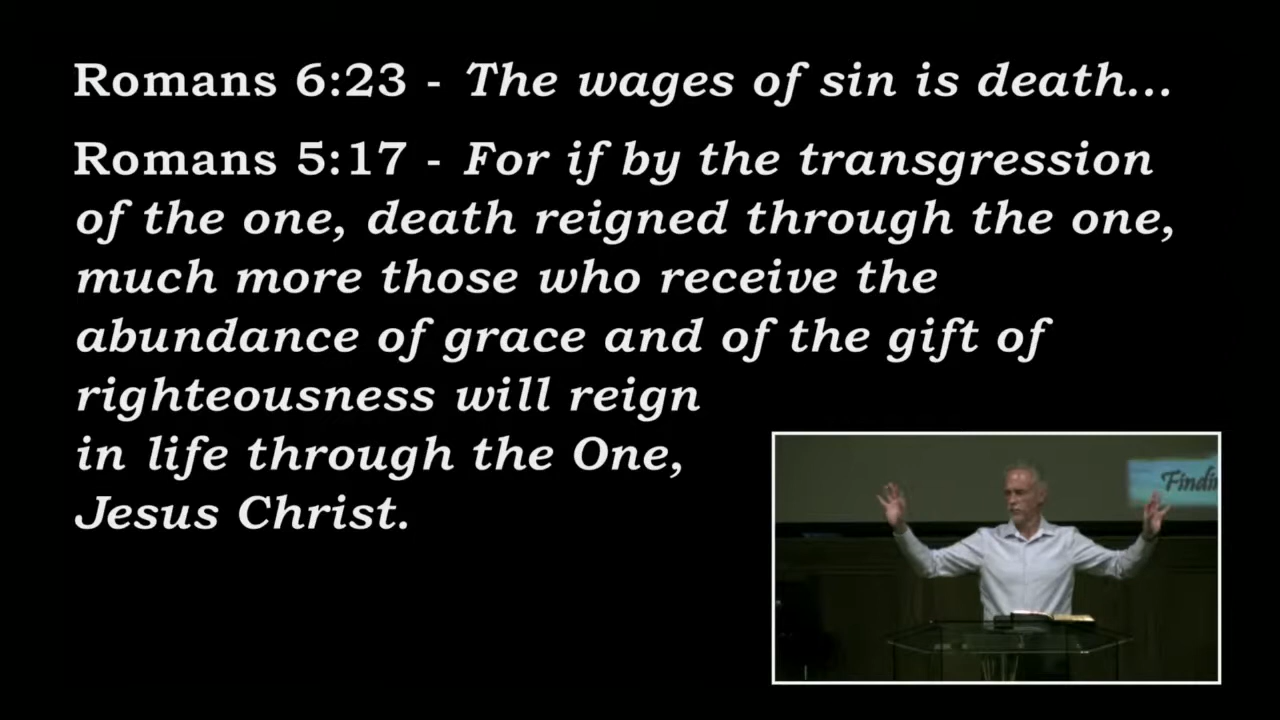 Romans 6:23 - The wages of sin is death...
Romans 5:17 - For if by the transgression
of the one, death reigned through the one,
much more those who receive the
abundance of grace and of the gift of
righteousness will reign
in life through the One,
Jesus Christ.
Findin